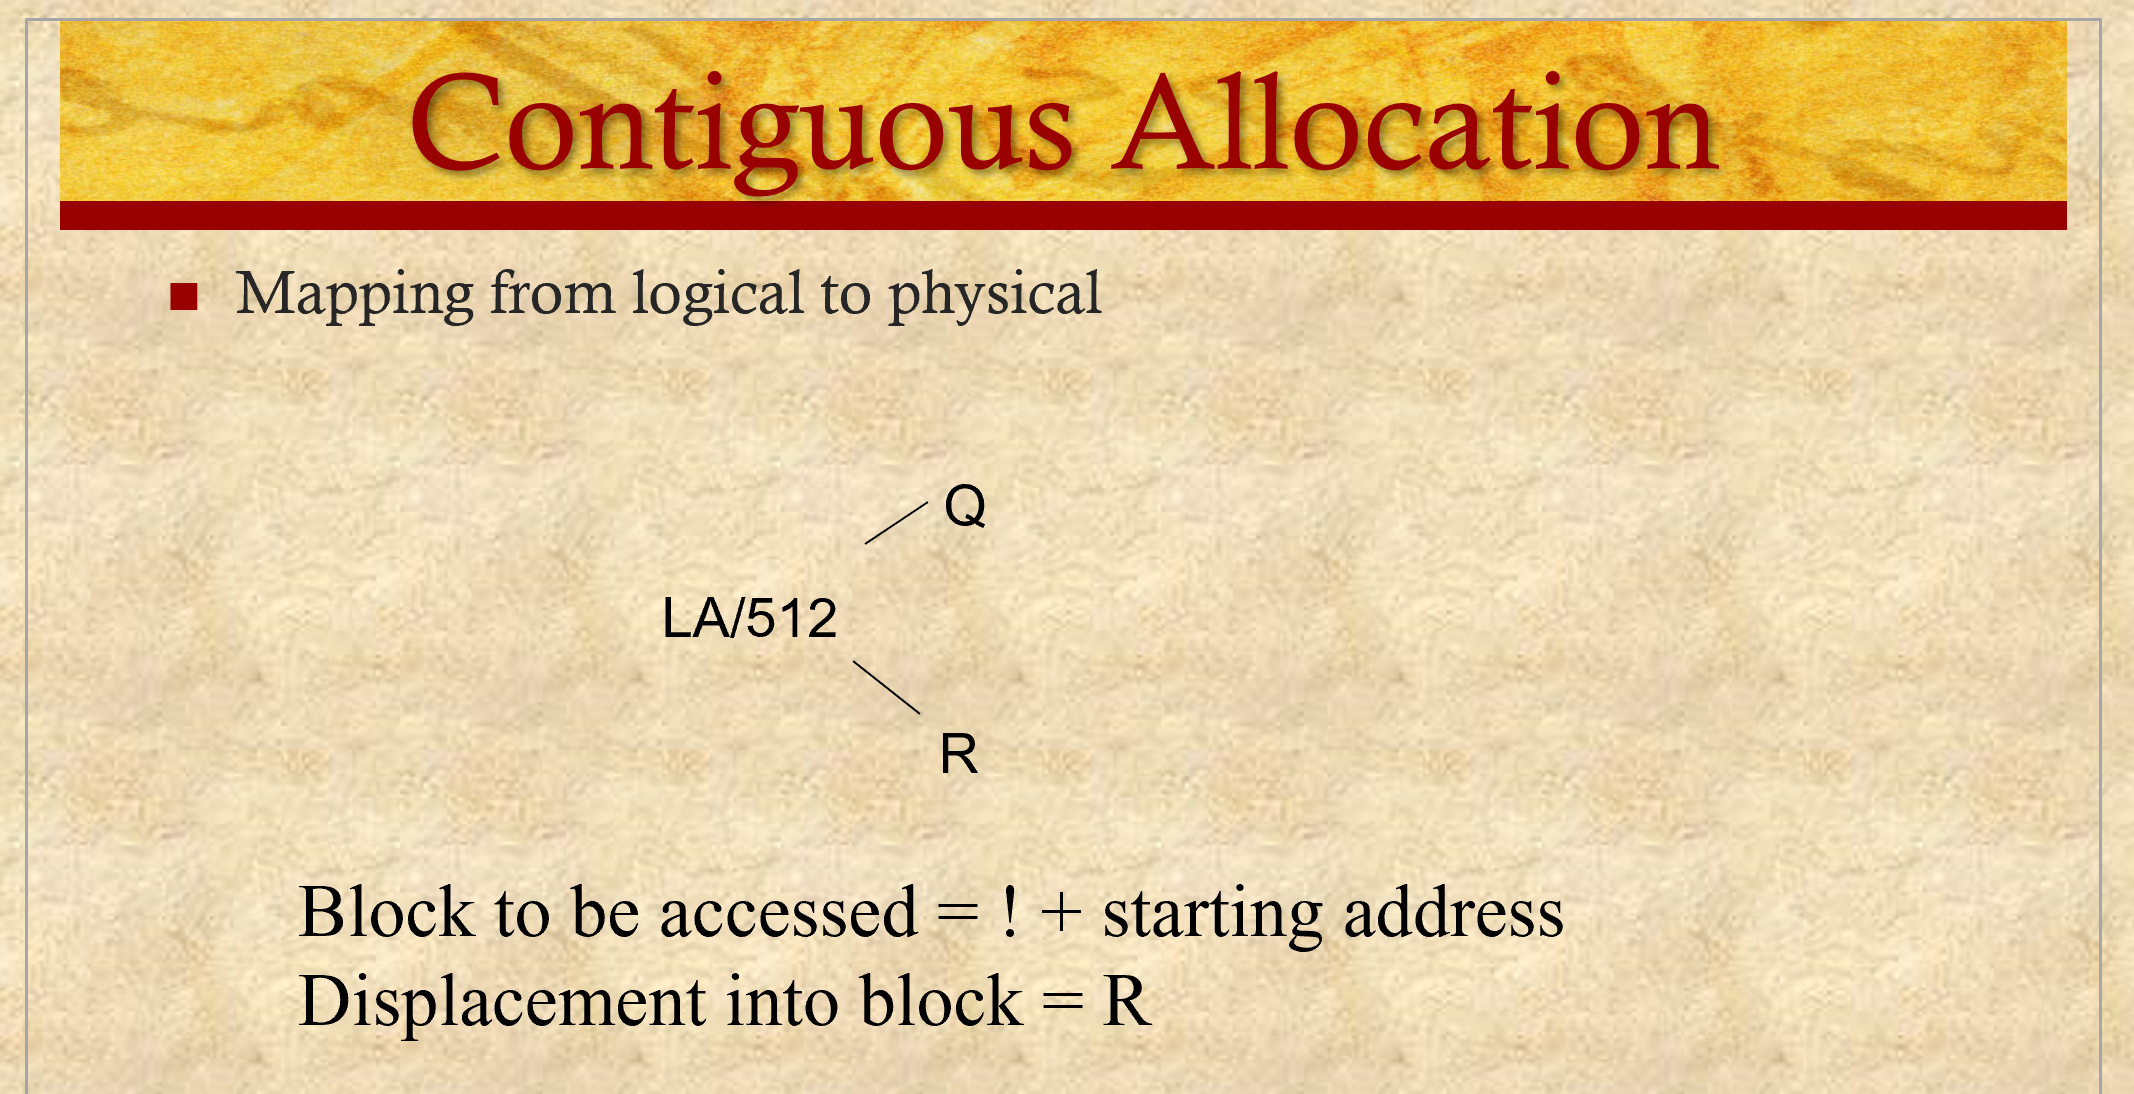 Contiguous Allocation
Mapping from logical to physical
Q
LA/512
R
Block to be accessed = ! + starting address
Displacement into block = R